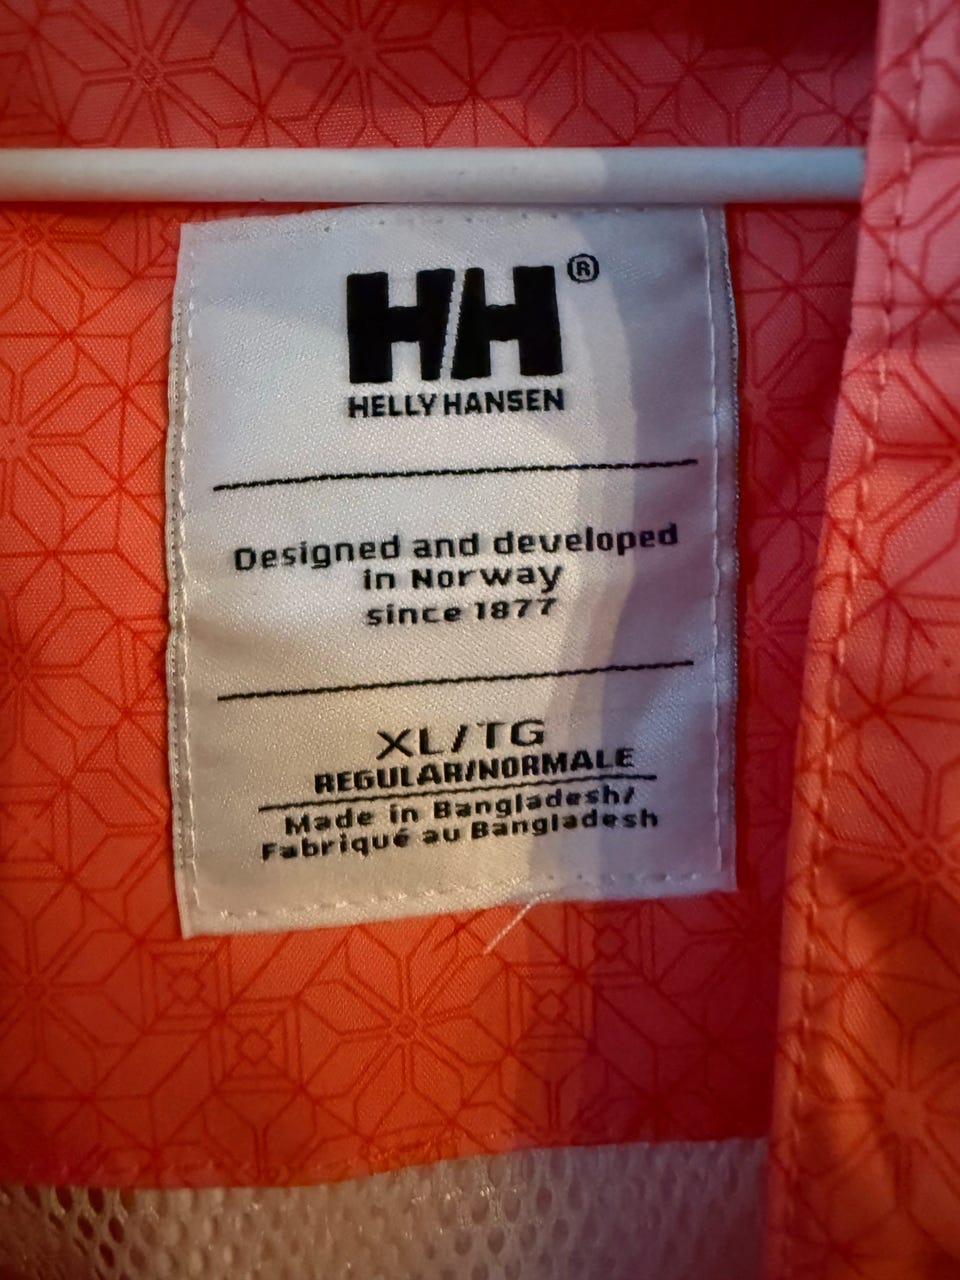 HH®
HELLY HANSEN
Designed and developed
in Norway
since 1877
XL/TG
REGULAR/NORMALE
Made in Bangladesh/
Fabriqué au Bangladesh